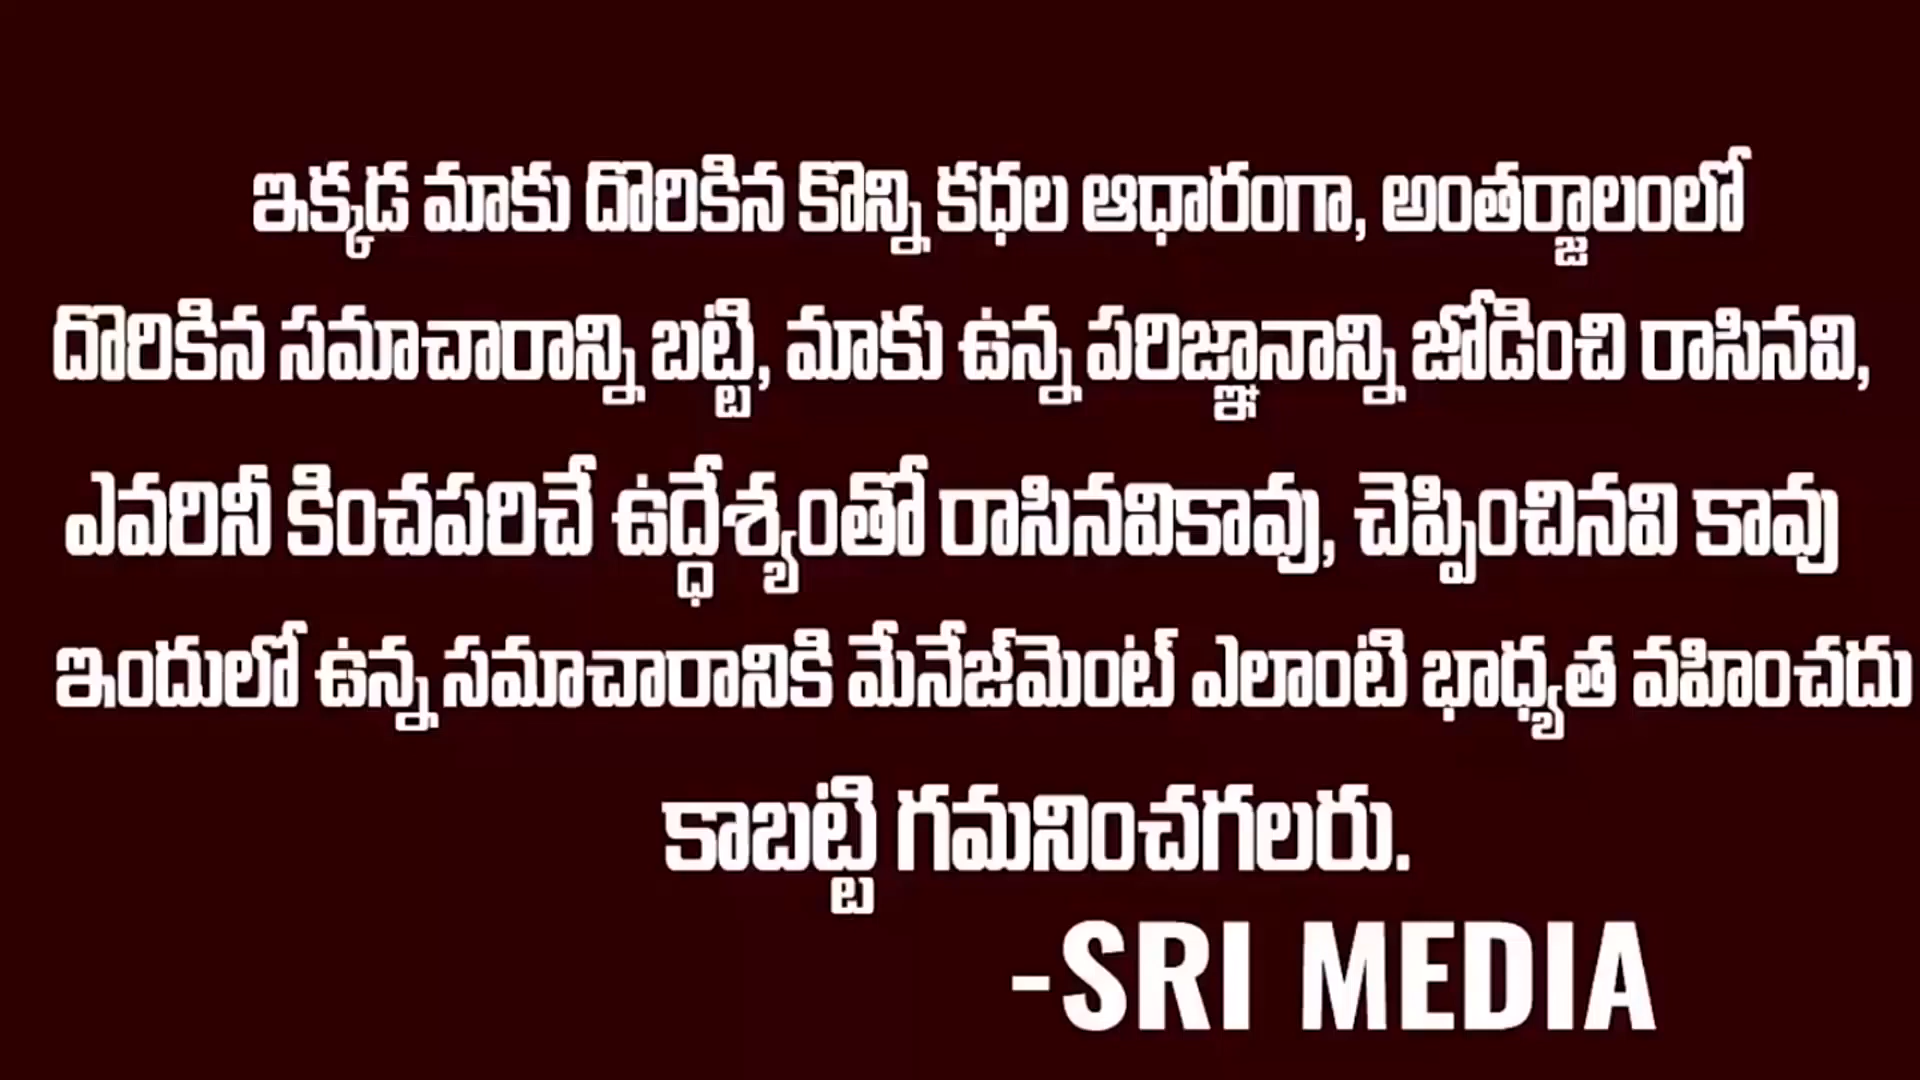 ఇక్కడ మాకు దొరికిన కొన్ని కధల ఆధారంగా, అంతర్జాలంలో
దొరికిన సమాచారాన్ని బట్టి, మాకు ఉన్న పరిజ్ఞానాన్ని జోడించి రాసినవి,
ఎవరినీ కించపరిచే ఉద్ధేశ్యంతో రాసినవికావు, చెప్పించినవి కావు
ఇందులో ఉన్న సమాచారానికి మేనేజ్‌మెంట్ ఎలాంటి భాధ్యత వహించదు
కాబట్టి గమనించగలరు.
-SRI MEDIA